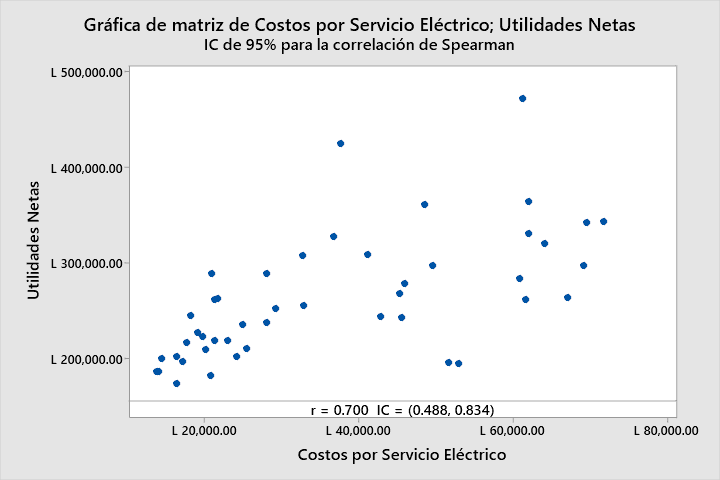 Gráfica de matriz de Costos por Servicio Eléctrico; Utilidades Netas
IC de 95% para la correlación de Spearman
L 500,000.00
L 400,000.00
L 300,000.00
L 200,000.00
Utilidades Netas
r = 0.700 IC = (0.488, 0.834)
L 20,000.00 L 40,000.00 L 60,000.00 L 80,000.00
Costos por Servicio Eléctrico